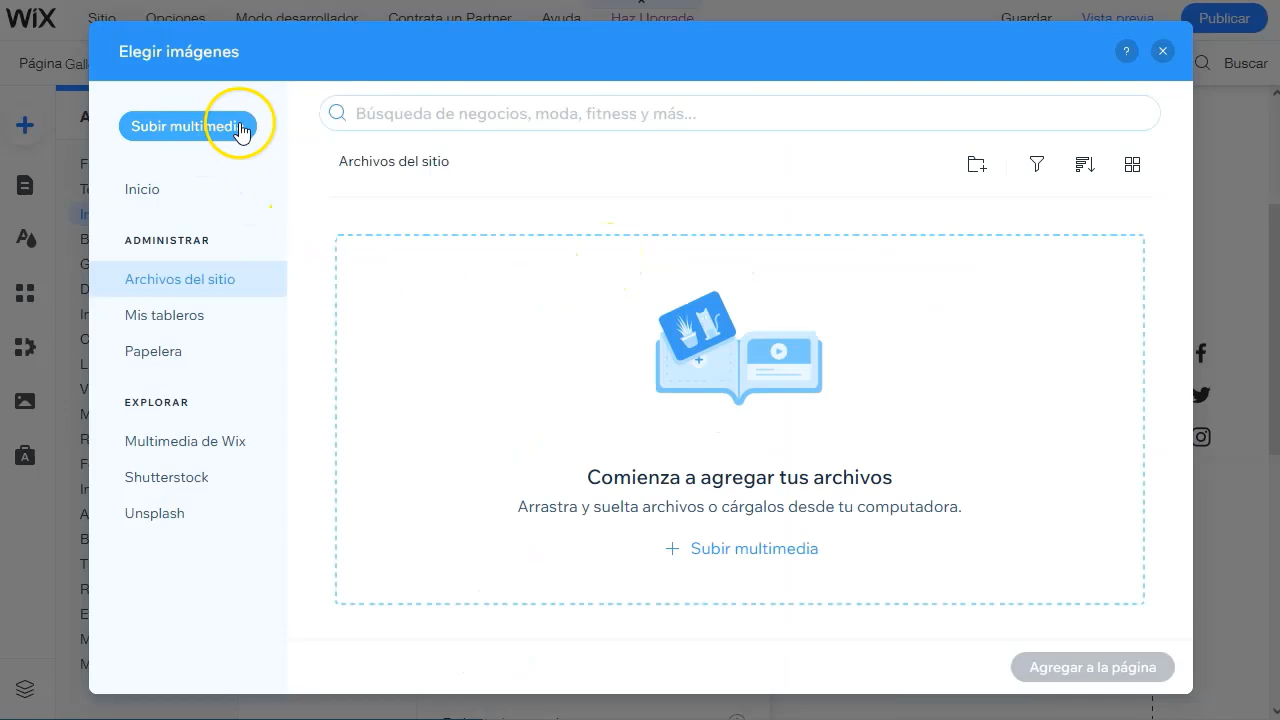 WiX Sitio Opciones Modo desarrollador Contrata un Partner Ayuda Haz Upgrade Guardar Vista previa Publicar
Página Buscar
Elegir imágenes ?
Subir multimedia
Búsqueda de negocios, moda, fitness y más...
Archivos del sitio
Inicio
ADMINISTRAR
Archivos del sitio
Mis tableros
Papelera
EXPLORAR
Multimedia de Wix
Shutterstock
Unsplash
Comienza a agregar tus archivos
Arrastra y suelta archivos o cárgalos desde tu computadora.
+ Subir multimedia
Agregar a la página